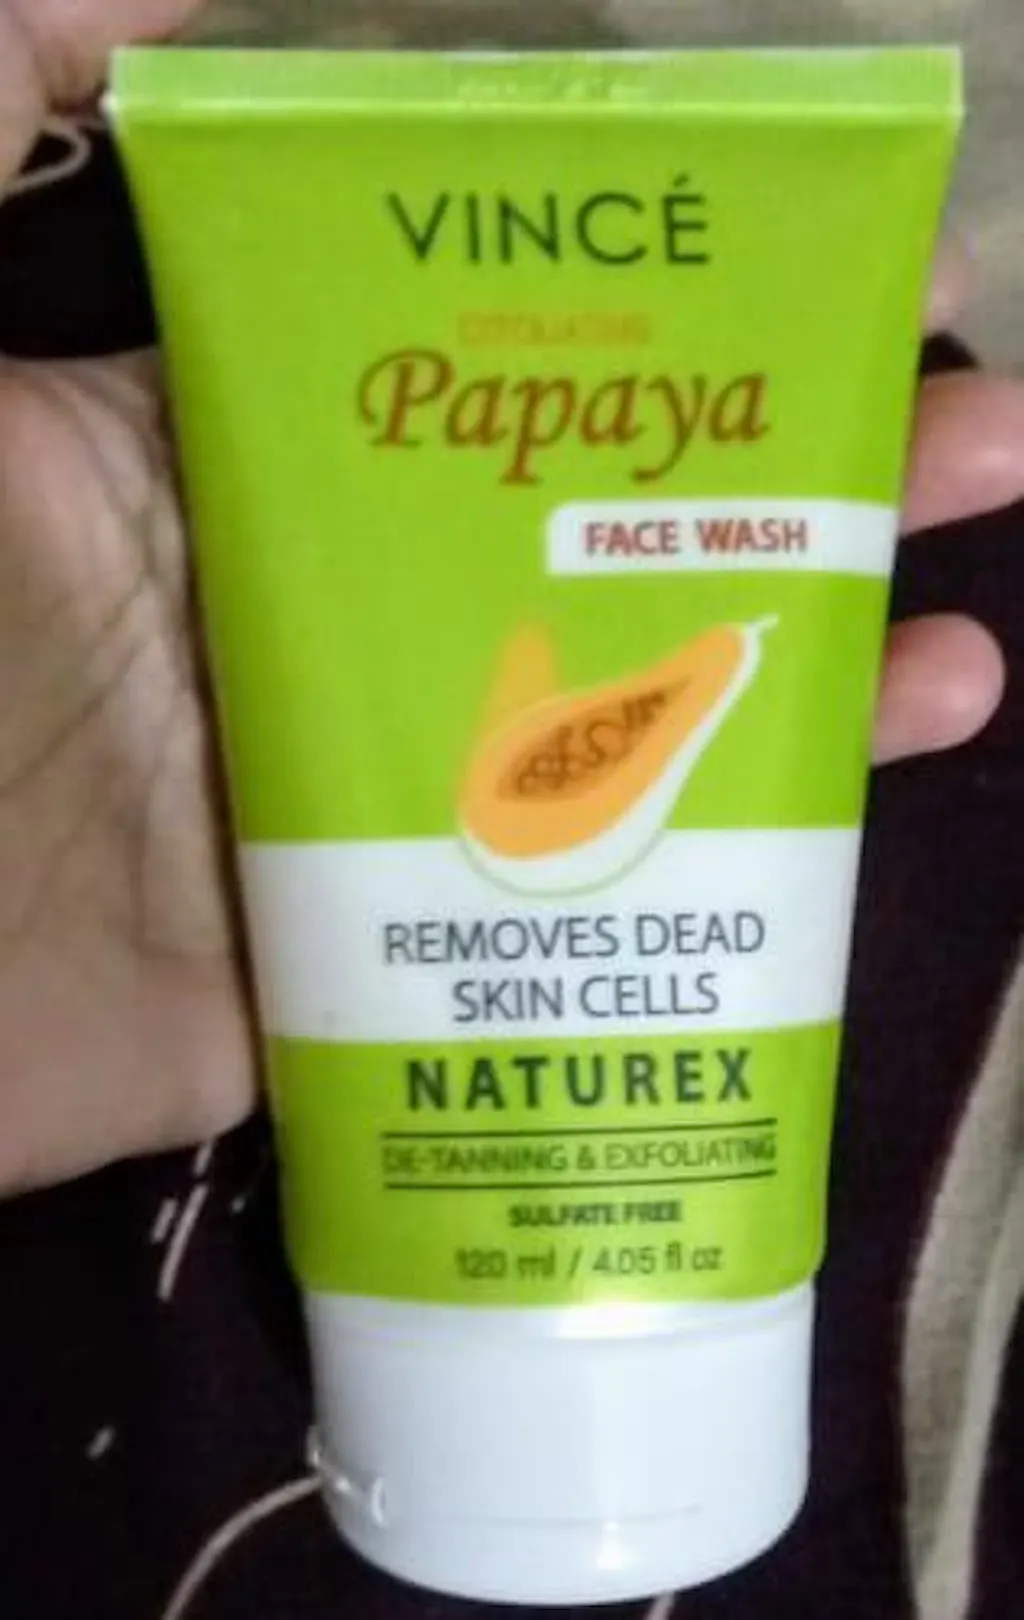 VINCÉ
EXFOLIATING
Papaya
FACE WASH
REMOVES DEAD
SKIN CELLS
NATUREX
DE-TANNING & EXFOLIATING
SULFATE FREE
120 ml / 4.05 fl oz